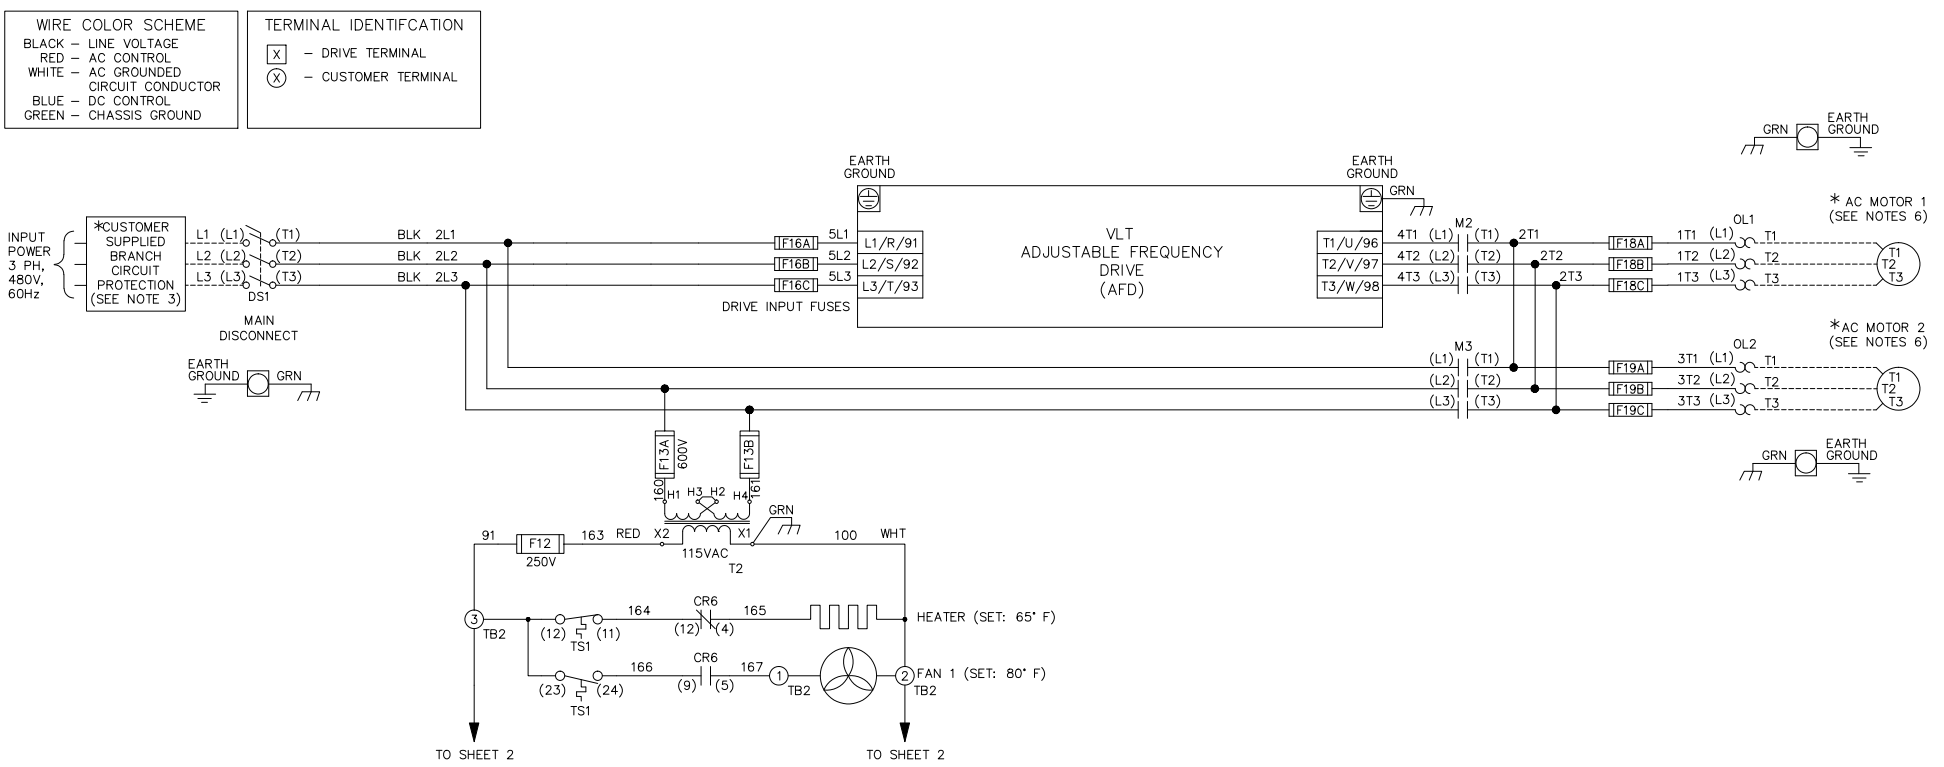 WIRE COLOR SCHEME
BLACK – LINE VOLTAGE
RED – AC CONTROL
WHITE – AC GROUNDED
CIRCUIT CONDUCTOR
BLUE – DC CONTROL
GREEN – CHASSIS GROUND
TERMINAL IDENTIFCATION
X – DRIVE TERMINAL
X – CUSTOMER TERMINAL
INPUT
POWER
3 PH,
480V,
60Hz
*CUSTOMER
SUPPLIED
BRANCH
CIRCUIT
PROTECTION
(SEE NOTE 3)
L1 (L1) (T1)
L2 (L2) (T2)
L3 (L3) (T3)
DS1
MAIN
DISCONNECT
EARTH
GROUND
GRN
BLK 2L1
BLK 2L2
BLK 2L3
F16A 5L1
F16B 5L2
F16C 5L3
DRIVE INPUT FUSES
EARTH
GROUND
L1/R/91
L2/S/92
L3/T/93
VLT
ADJUSTABLE FREQUENCY
DRIVE
(AFD)
EARTH
GROUND
GRN
T1/U/96
T2/V/97
T3/W/98
M2
4T1 (L1) (T1) 2T1
4T2 (L2) (T2) 2T2
4T3 (L3) (T3) 2T3
F18A
F18B
F18C
OL1
1T1 (L1) T1
1T2 (L2) T2
1T3 (L3) T3
GRN
EARTH
GROUND
* AC MOTOR 1
(SEE NOTES 6)
T1
T2
T3
M3
(L1) (T1)
(L2) (T2)
(L3) (T3)
F19A
F19B
F19C
OL2
3T1 (L1) T1
3T2 (L2) T2
3T3 (L3) T3
*AC MOTOR 2
(SEE NOTES 6)
T1
T2
T3
GRN
EARTH
GROUND
F13A
600V
F13B
160
161
H1 H3 H2 H4
GRN
91
F12
250V
163 RED X2
115VAC
X1
T2
100 WHT
3
TB2
(12) (11)
TS1
164
CR6
(12) (4)
165
HEATER (SET: 65° F)
(23) (24)
TS1
166
CR6
(9) (5)
167
1
TB2
2
TB2
FAN 1 (SET: 80° F)
TO SHEET 2
TO SHEET 2